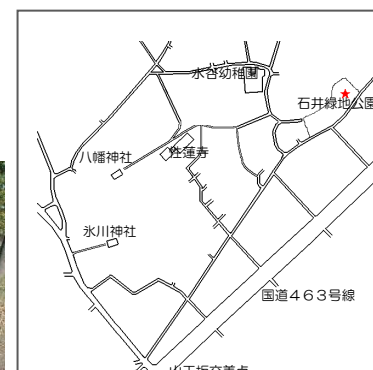 水谷幼稚園
石井緑地公園
性蓮寺
八幡神社
氷川神社
国道４６３号線